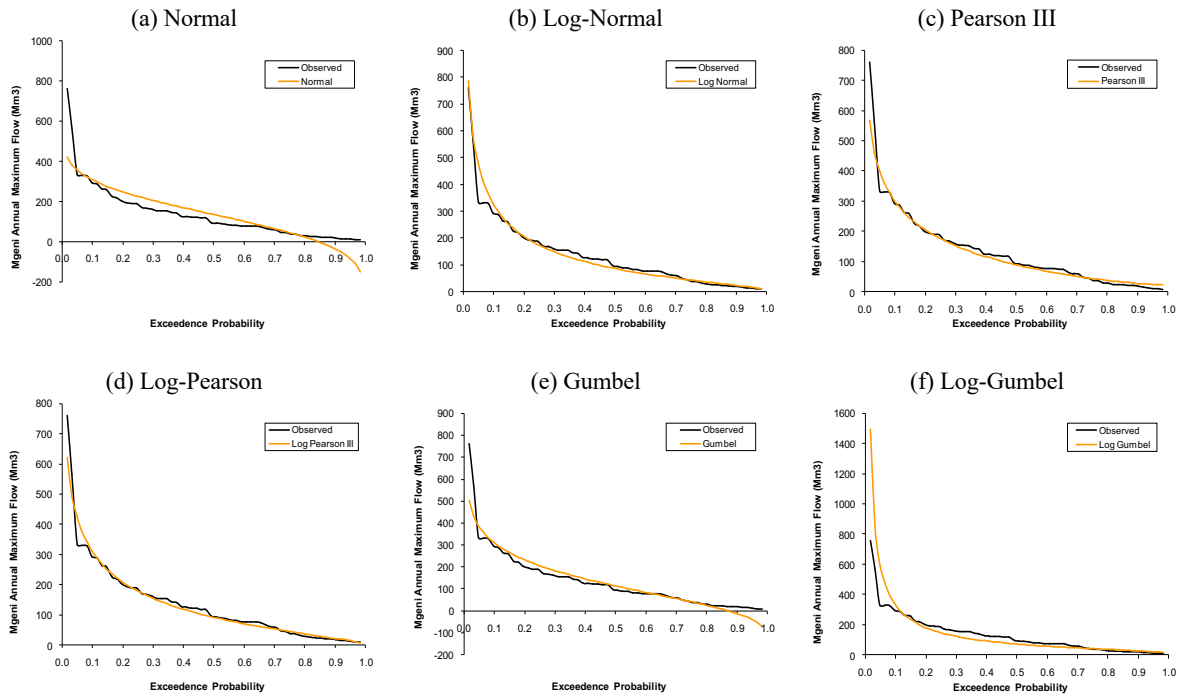 (a) Normal
Mgeni Annual Maximum Flow (Mm3)
1000
800
600
400
200
0
-200
0.0 0.1 0.2 0.3 0.4 0.5 0.6 0.7 0.8 0.9 1.0
Observed
Normal
Exceedence Probability
(b) Log-Normal
Mgeni Annual Maximum Flow (Mm3)
900
800
700
600
500
400
300
200
100
0
0.0 0.1 0.2 0.3 0.4 0.5 0.6 0.7 0.8 0.9 1.0
Observed
Log Normal
Exceedence Probability
(c) Pearson III
Mgeni Annual Maximum Flow (Mm3)
800
700
600
500
400
300
200
100
0
0.0 0.1 0.2 0.3 0.4 0.5 0.6 0.7 0.8 0.9 1.0
Observed
Pearson III
Exceedence Probability
(d) Log-Pearson
Mgeni Annual Maximum Flow (Mm3)
800
700
600
500
400
300
200
100
0
0.0 0.1 0.2 0.3 0.4 0.5 0.6 0.7 0.8 0.9 1.0
Observed
Log Pearson III
Exceedence Probability
(e) Gumbel
Mgeni Annual Maximum Flow (Mm3)
900
800
700
600
500
400
300
200
100
0
-100
-200
0.0 0.1 0.2 0.3 0.4 0.5 0.6 0.7 0.8 0.9 1.0
Observed
Gumbel
Exceedence Probability
(f) Log-Gumbel
Mgeni Annual Maximum Flow (Mm3)
1600
1400
1200
1000
800
600
400
200
0
0.0 0.1 0.2 0.3 0.4 0.5 0.6 0.7 0.8 0.9 1.0
Observed
Log Gumbel
Exceedence Probability